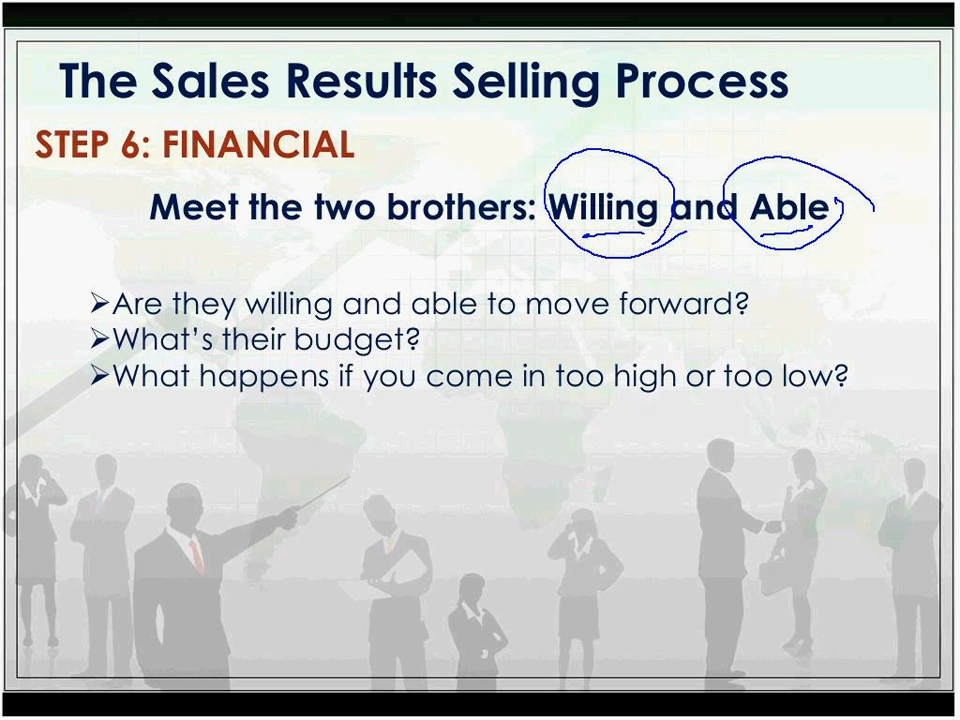 The Sales Results Selling Process
STEP 6: FINANCIAL
Meet the two brothers: Willing and Able
➢Are they willing and able to move forward?
➢What’s their budget?
➢What happens if you come in too high or too low?